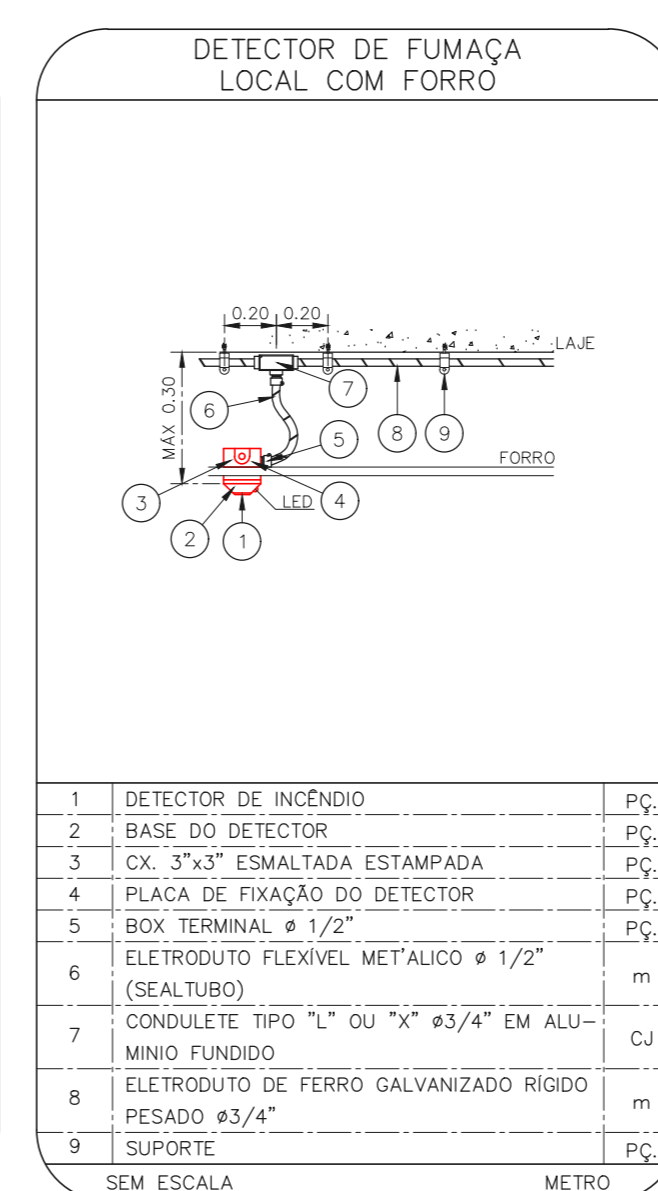 DETECTOR DE FUMAÇA
LOCAL COM FORRO
0.20 0.20
LAJE
MÁX 0.30
7
6
5
8
9
FORRO
3
LED
4
2
1
1 DETECTOR DE INCÊNDIO PÇ.
2 BASE DO DETECTOR PÇ.
3 CX. 3"x3" ESMALTADA ESTAMPADA PÇ.
4 PLACA DE FIXAÇÃO DO DETECTOR PÇ.
5 BOX TERMINAL ø 1/2" PÇ.
6 ELETRODUTO FLEXÍVEL MET'ALICO ø 1/2"
(SEALTUBO) m
7 CONDULETE TIPO "L" OU "X" ø3/4" EM ALU-
MINIO FUNDIDO CJ
8 ELETRODUTO DE FERRO GALVANIZADO RÍGIDO
PESADO ø3/4" m
9 SUPORTE PÇ.
SEM ESCALA METRO